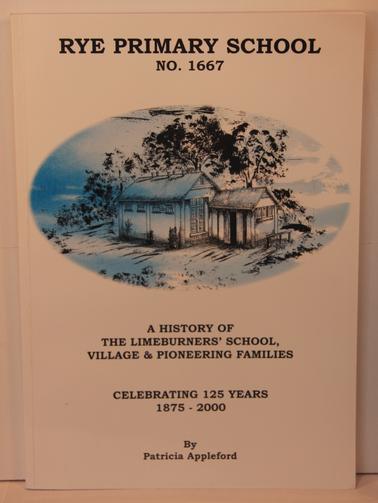 RYE PRIMARY SCHOOL
NO. 1667
A HISTORY OF
THE LIMEBURNERS' SCHOOL,
VILLAGE & PIONEERING FAMILIES
CELEBRATING 125 YEARS
1875 - 2000
By
Patricia Appleford